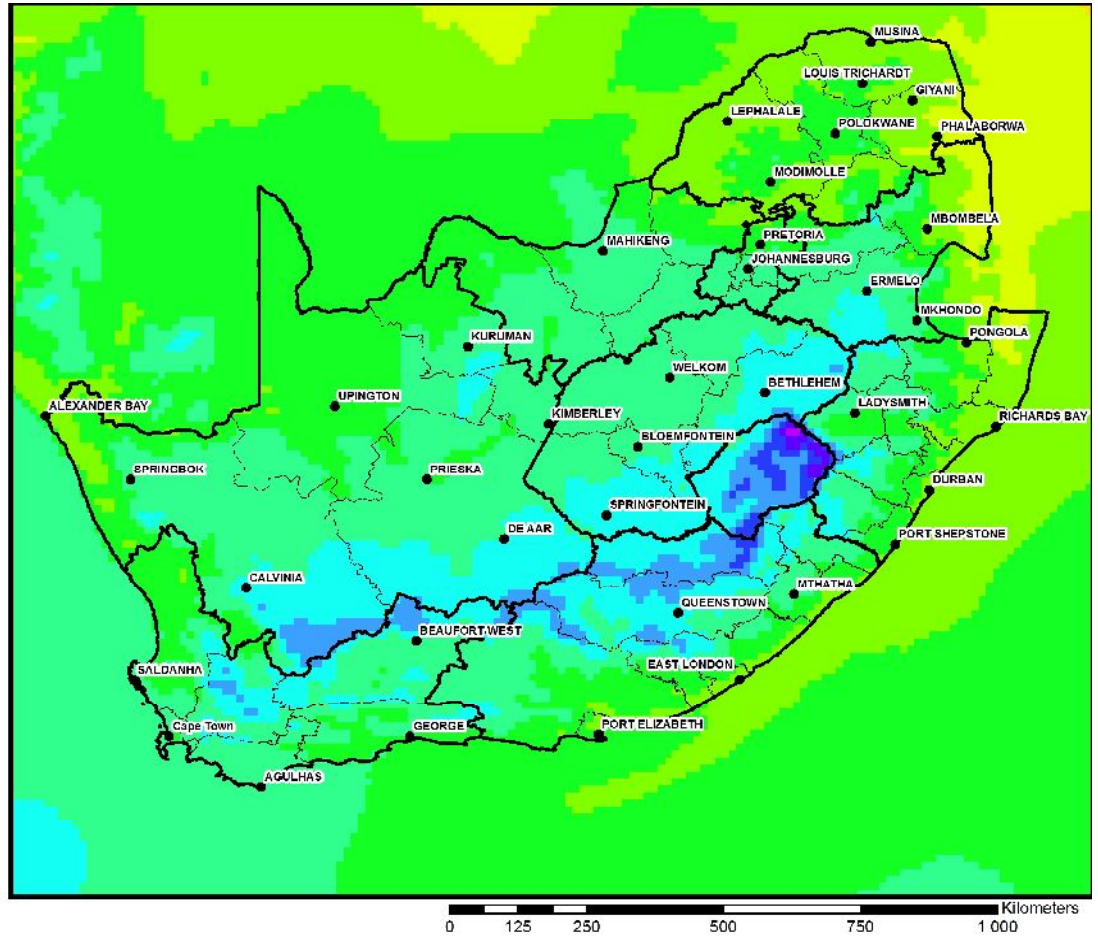 MUSINA
LOUIS TRICHARDT
GIYANI
LEPHALALE
POLOKWANE
PHALABORWA
MODIMOLLE
MBOMBELA
PRETORIA
MAHIKENG
JOHANNESBURG
ERMELO
MKHONDO
PONGOLA
KURUMAN
WELKOM
BETHLEHEM
UPINGTON
ALEXANDER BAY
KIMBERLEY
LADYSMITH
RICHARDS BAY
BLOEMFONTEIN
SPRINGBOK
PRIESKA
DURBAN
SPRINGFONTEIN
DE AAR
PORT SHEPSTONE
CALVINIA
MTHATHA
QUEENSTOWN
BEAUFORT WEST
EAST LONDON
SALDANHA
Cape Town
GEORGE
PORT ELIZABETH
AGULHAS
Kilometers
0 125 250 500 750 1 000